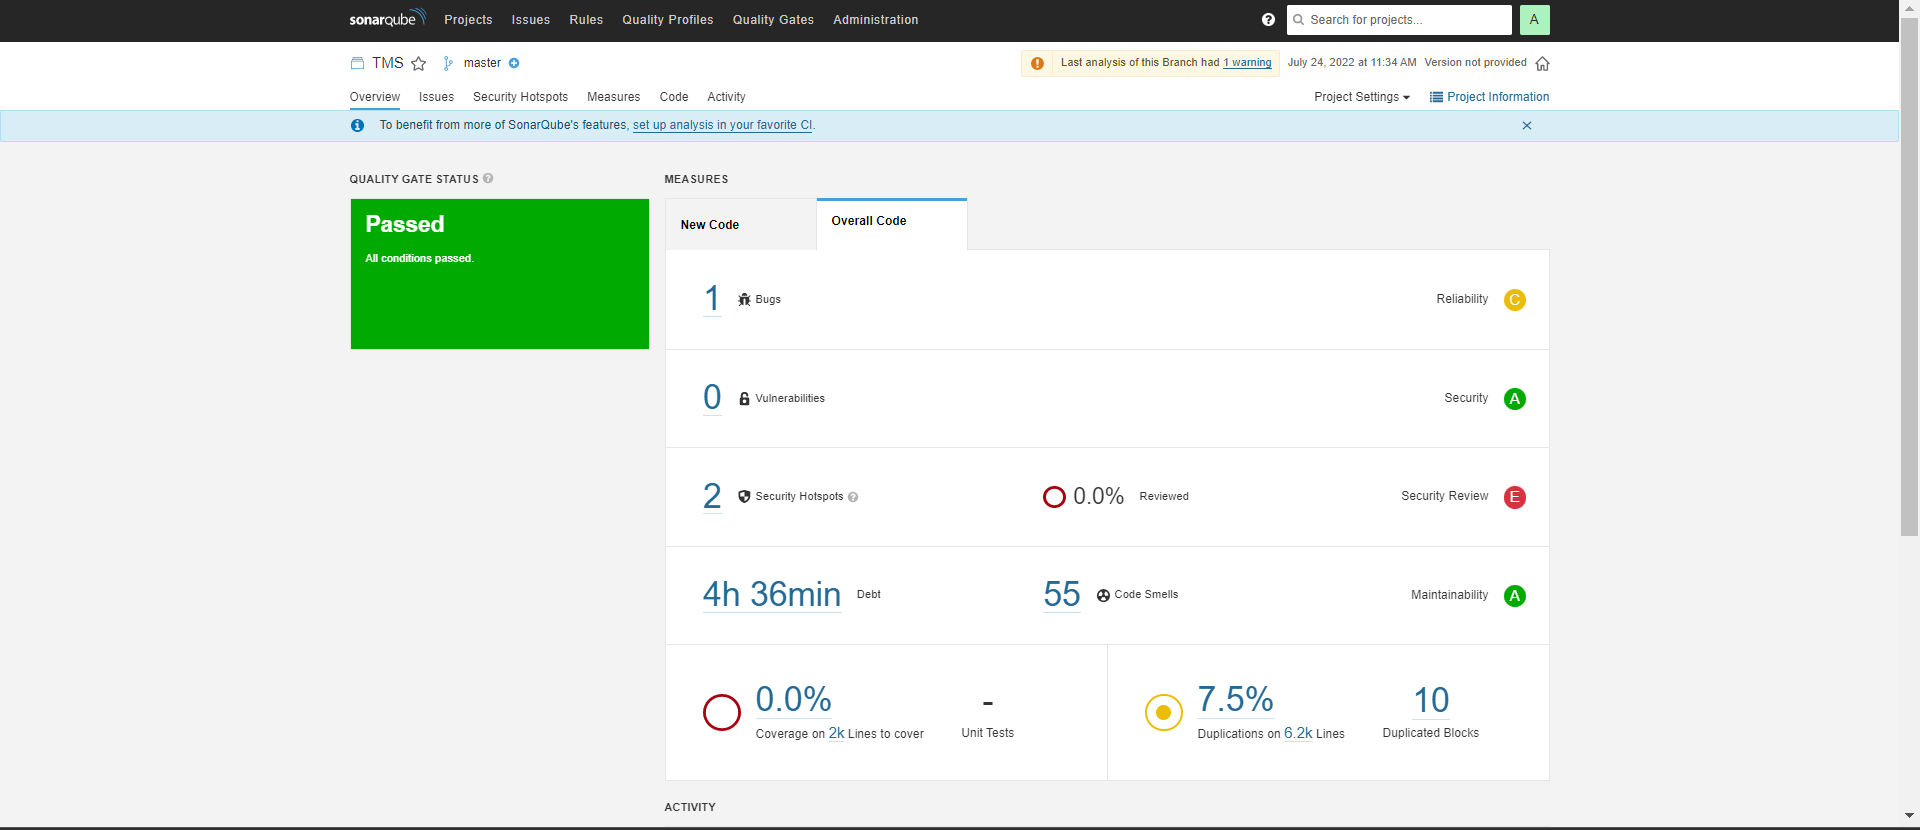 sonarqube Projects Issues Rules Quality Profiles Quality Gates Administration ? Search for projects... A
TMS master Last analysis of this Branch had 1 warning July 24, 2022 at 11:34 AM Version not provided
Overview Issues Security Hotspots Measures Code Activity Project Settings Project Information
To benefit from more of SonarQube's features, set up analysis in your favorite CI.
QUALITY GATE STATUS ?
Passed
All conditions passed.
MEASURES
New Code Overall Code
1 Bugs Reliability C
0 Vulnerabilities Security A
2 Security Hotspots ? 0.0% Reviewed Security Review E
4h 36min Debt 55 Code Smells Maintainability A
0.0% - 7.5% 10
Coverage on 2k Lines to cover Unit Tests Duplications on 6.2k Lines Duplicated Blocks
ACTIVITY